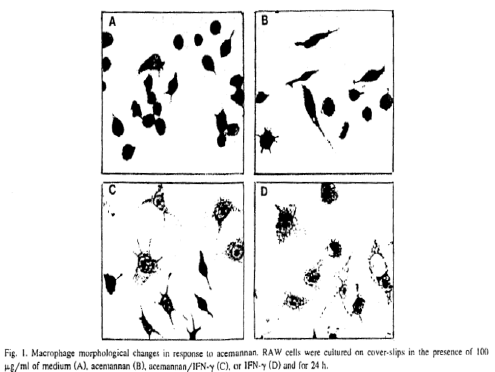 A
B
C
D
Fig. 1. Macrophage morphological changes in response to acemannan. RAW cells were cultured on cover-slips in the presence of 100
μg/ml of medium (A), acemannan (B), acemannan/IFN-γ (C), or IFN-γ (D) and for 24 h.